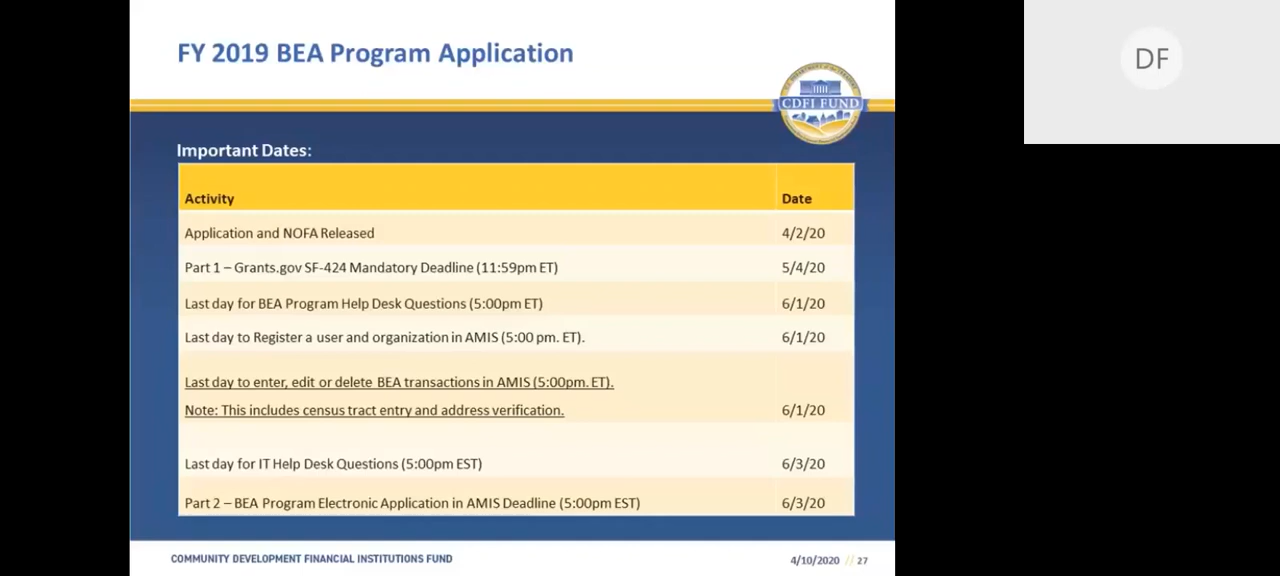 FY 2019 BEA Program Application
DF
CDFI FUND
Important Dates:
Activity Date
Application and NOFA Released 4/2/20
Part 1 – Grants.gov SF-424 Mandatory Deadline (11:59pm ET) 5/4/20
Last day for BEA Program Help Desk Questions (5:00pm ET) 6/1/20
Last day to Register a user and organization in AMIS (5:00 pm. ET). 6/1/20
Last day to enter, edit or delete BEA transactions in AMIS (5:00pm. ET).
Note: This includes census tract entry and address verification. 6/1/20
Last day for IT Help Desk Questions (5:00pm EST) 6/3/20
Part 2 – BEA Program Electronic Application in AMIS Deadline (5:00pm EST) 6/3/20
COMMUNITY DEVELOPMENT FINANCIAL INSTITUTIONS FUND 4/10/2020 // 27